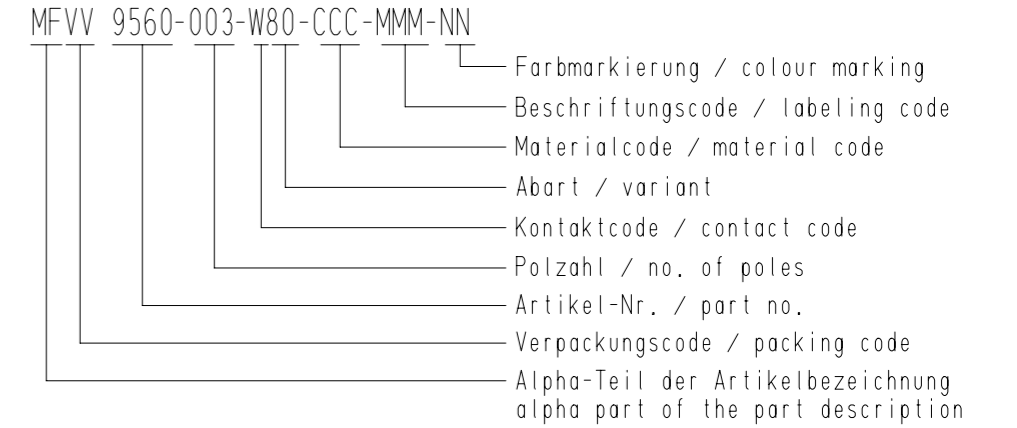 MFVV 9560-003-W80-CCC-MMM-NN
Farbmarkierung / colour marking
Beschriftungscode / labeling code
Materialcode / material code
Abart / variant
Kontaktcode / contact code
Polzahl / no. of poles
Artikel-Nr. / part no.
Verpackungscode / packing code
Alpha-Teil der Artikelbezeichnung
alpha part of the part description